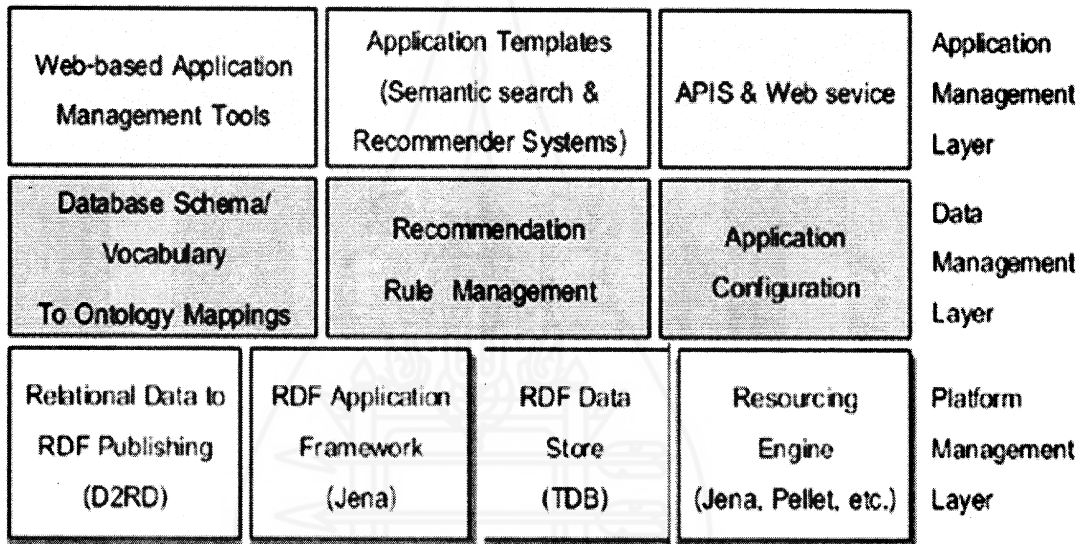 Web-based Application
Management Tools
Application Templates
(Semantic search &
Recommender Systems)
APIS & Web sevice
Application
Management
Layer
Database Schema/
Vocabulary
To Ontology Mappings
Recommendation
Rule Management
Application
Configuration
Data
Management
Layer
Relational Data to
RDF Publishing
(D2RD)
RDF Application
Framework
(Jena)
RDF Data
Store
(TDB)
Resourcing
Engine
(Jena, Pellet, etc.)
Platform
Management
Layer